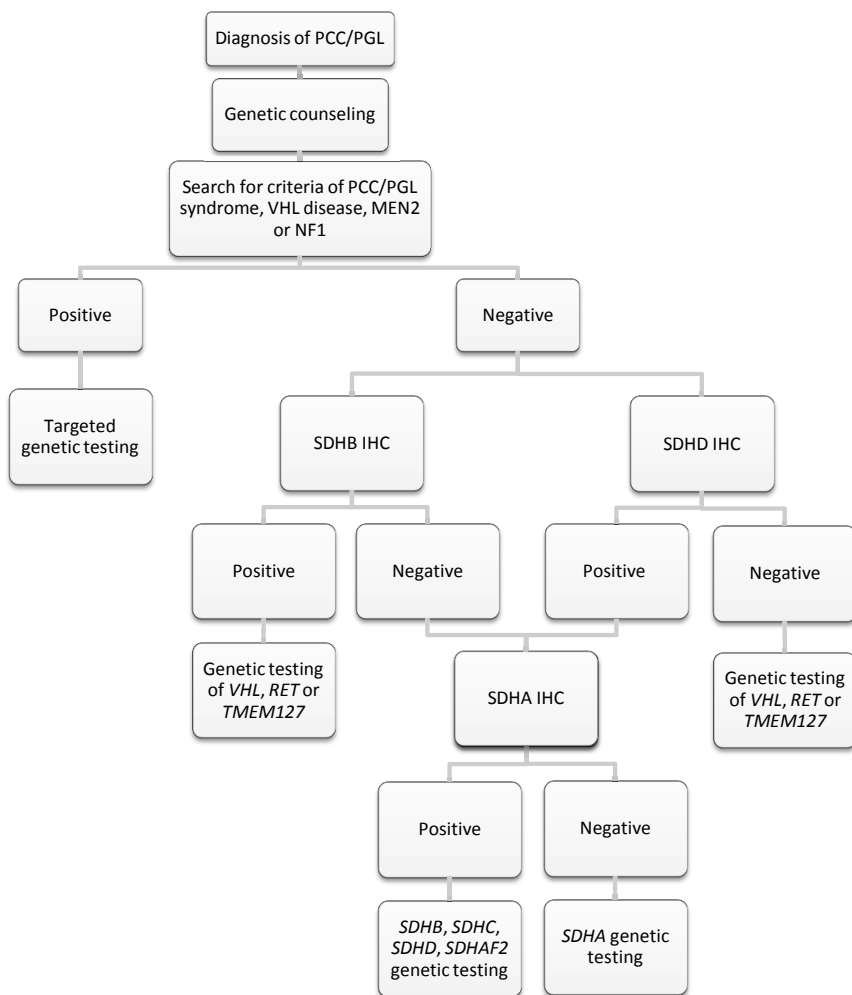 Diagnosis of PCC/PGL
Genetic counseling
Search for criteria of PCC/PGL
syndrome, VHL disease, MEN2
or NF1
Positive
Negative
Targeted
genetic testing
SDHB IHC
SDHD IHC
Positive
Negative
Positive
Negative
Genetic testing
of VHL, RET or
TMEM127
SDHA IHC
Genetic testing
of VHL, RET or
TMEM127
Positive
Negative
SDHB, SDHC,
SDHD, SDHAF2
genetic testing
SDHA genetic
testing